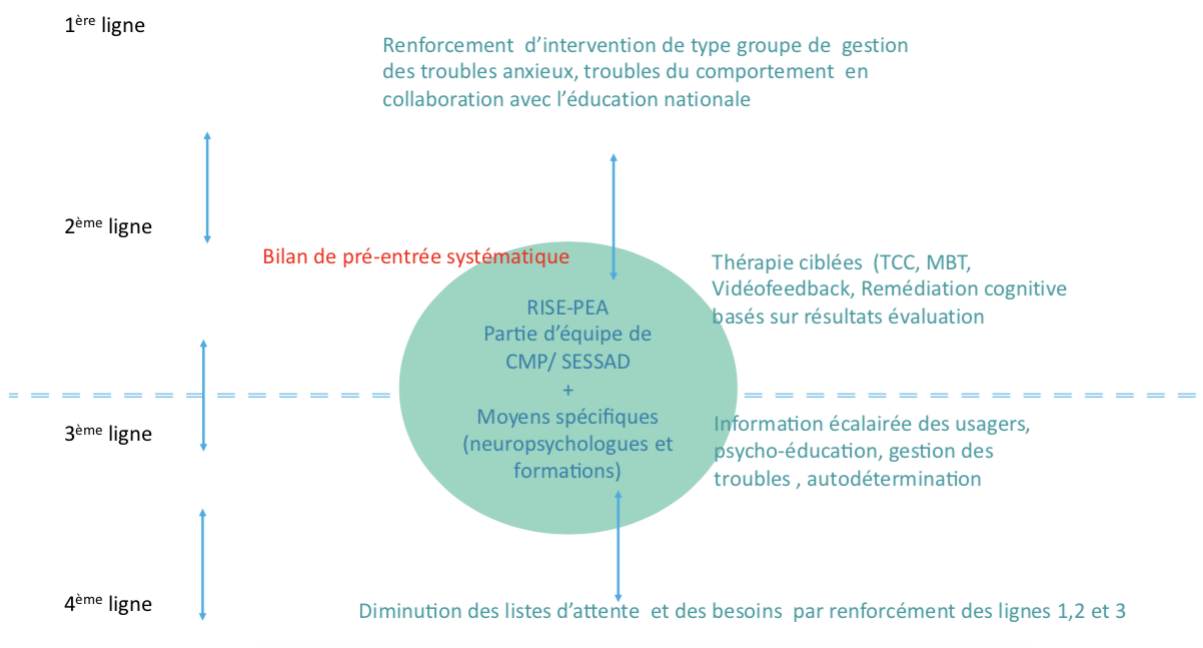 1ère ligne
Renforcement d’intervention de type groupe de gestion
des troubles anxieux, troubles du comportement en
collaboration avec l’éducation nationale
2ème ligne
Bilan de pré-entrée systématique
Thérapie ciblées (TCC, MBT,
Vidéofeedback, Remédiation cognitive
basés sur résultats évaluation
RISE-PEA
Partie d’équipe de
CMP/ SESSAD
+
Moyens spécifiques
(neuropsychologues et
formations)
3ème ligne
Information écalairée des usagers,
psycho-éducation, gestion des
troubles , autodétermination
4ème ligne
Diminution des listes d’attente et des besoins par renforcément des lignes 1,2 et 3